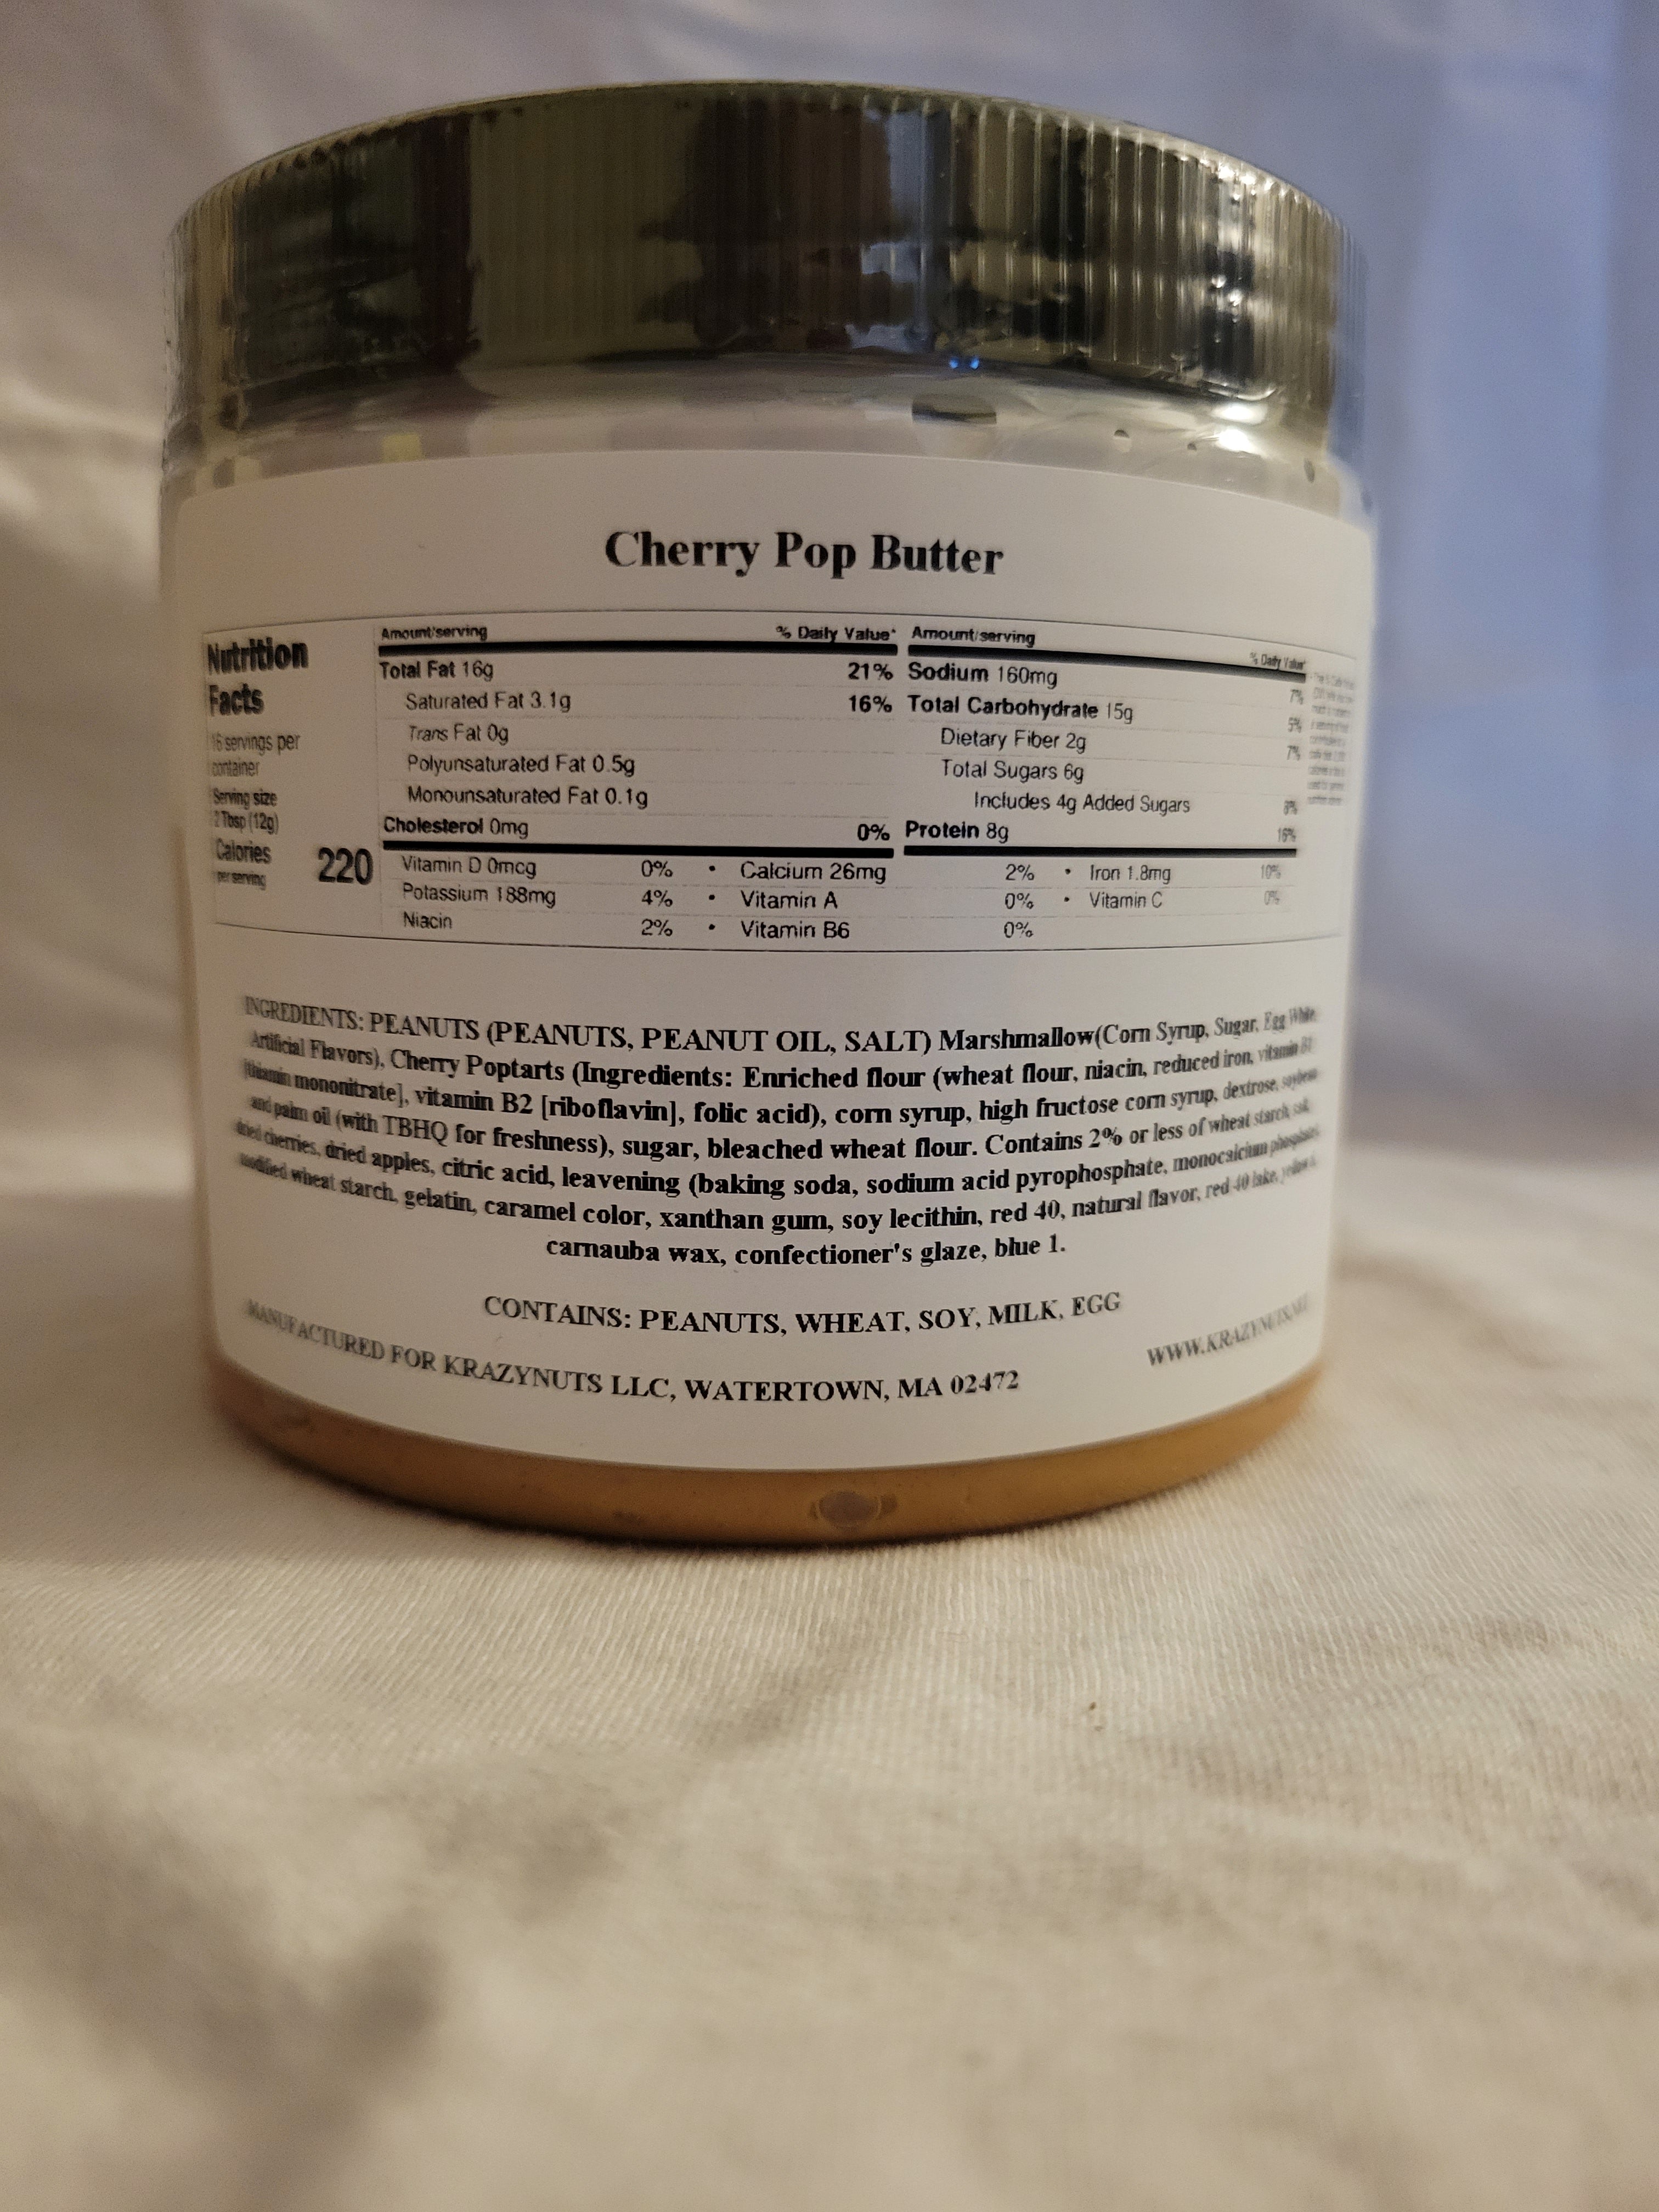 Cherry Pop Butter
Nutrition
Facts
16 servings per
container
Serving size
2 Tbsp (12g)
Calories
per serving
220
Amount/serving % Daily Value*
Total Fat 16g 21%
Saturated Fat 3.1g 16%
Trans Fat 0g
Polyunsaturated Fat 0.5g
Monounsaturated Fat 0.1g
Cholesterol 0mg 0%
Amount/serving % Daily Value*
Sodium 160mg 7%
Total Carbohydrate 15g 5%
Dietary Fiber 2g 7%
Total Sugars 6g
Includes 4g Added Sugars 8%
Protein 8g 16%
Vitamin D 0mcg 0% • Calcium 26mg 2% • Iron 1.8mg 10%
Potassium 188mg 4% • Vitamin A 0% • Vitamin C 0%
Niacin 2% • Vitamin B6 0%
INGREDIENTS: PEANUTS (PEANUTS, PEANUT OIL, SALT) Marshmallow(Corn Syrup, Sugar, Egg White,
Artificial Flavors), Cherry Poptarts (Ingredients: Enriched flour (wheat flour, niacin, reduced iron, vitamin B1
[thiamin mononitrate], vitamin B2 [riboflavin], folic acid), corn syrup, high fructose corn syrup, dextrose, soybean
and palm oil (with TBHQ for freshness), sugar, bleached wheat flour. Contains 2% or less of wheat starch, salt,
dried cherries, dried apples, citric acid, leavening (baking soda, sodium acid pyrophosphate, monocalcium phosphate),
modified wheat starch, gelatin, caramel color, xanthan gum, soy lecithin, red 40, natural flavor, red 40 lake, yellow
carnauba wax, confectioner's glaze, blue 1.
CONTAINS: PEANUTS, WHEAT, SOY, MILK, EGG
MANUFACTURED FOR KRAZYNUTS LLC, WATERTOWN, MA 02472